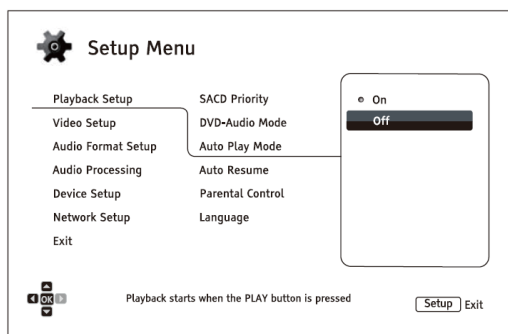 Setup Menu
Playback Setup
Video Setup
Audio Format Setup
Audio Processing
Device Setup
Network Setup
Exit
SACD Priority
DVD-Audio Mode
Auto Play Mode
Auto Resume
Parental Control
Language
On
Off
OK
Playback starts when the PLAY button is pressed
Setup Exit